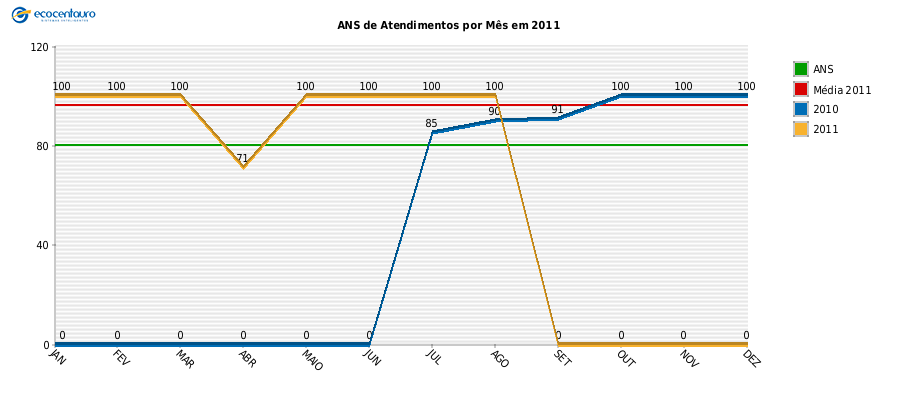 ecocentauro
ANS de Atendimentos por Mês em 2011
120
80
40
0
100 100 100 100 100 100 100 100 100
71 85 90 91
0 0 0 0 0 0 0 0 0 0
JAN FEV MAR ABR MAIO JUN JUL AGO SET OUT NOV DEZ
ANS
Média 2011
2010
2011